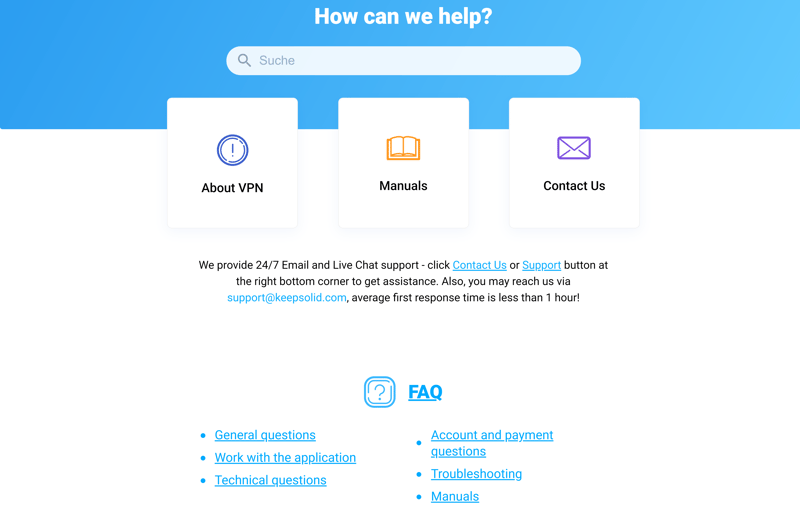 How can we help?
Suche
About VPN
Manuals
Contact Us
We provide 24/7 Email and Live Chat support - click Contact Us or Support button at
the right bottom corner to get assistance. Also, you may reach us via
support@keepsolid.com, average first response time is less than 1 hour!
FAQ
General questions
Work with the application
Technical questions
Account and payment
questions
Troubleshooting
Manuals